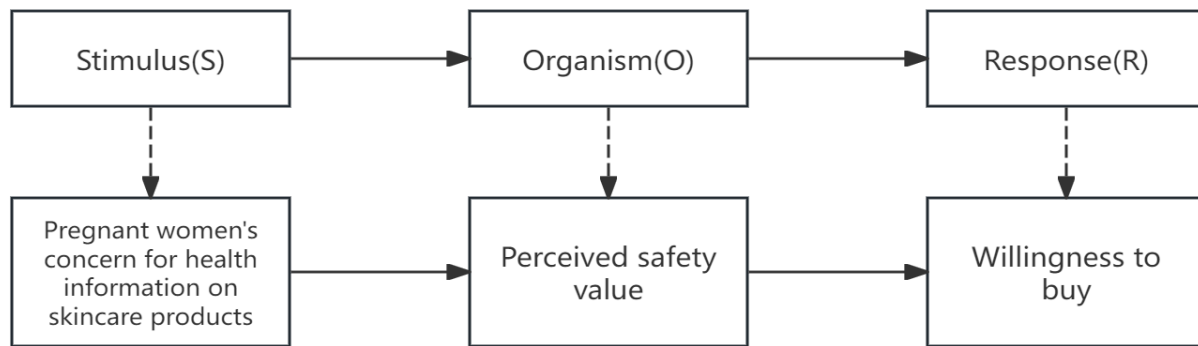 Stimulus(S)
Organism(O)
Response(R)
Pregnant women's
concern for health
information on
skincare products
Perceived safety
value
Willingness to
buy